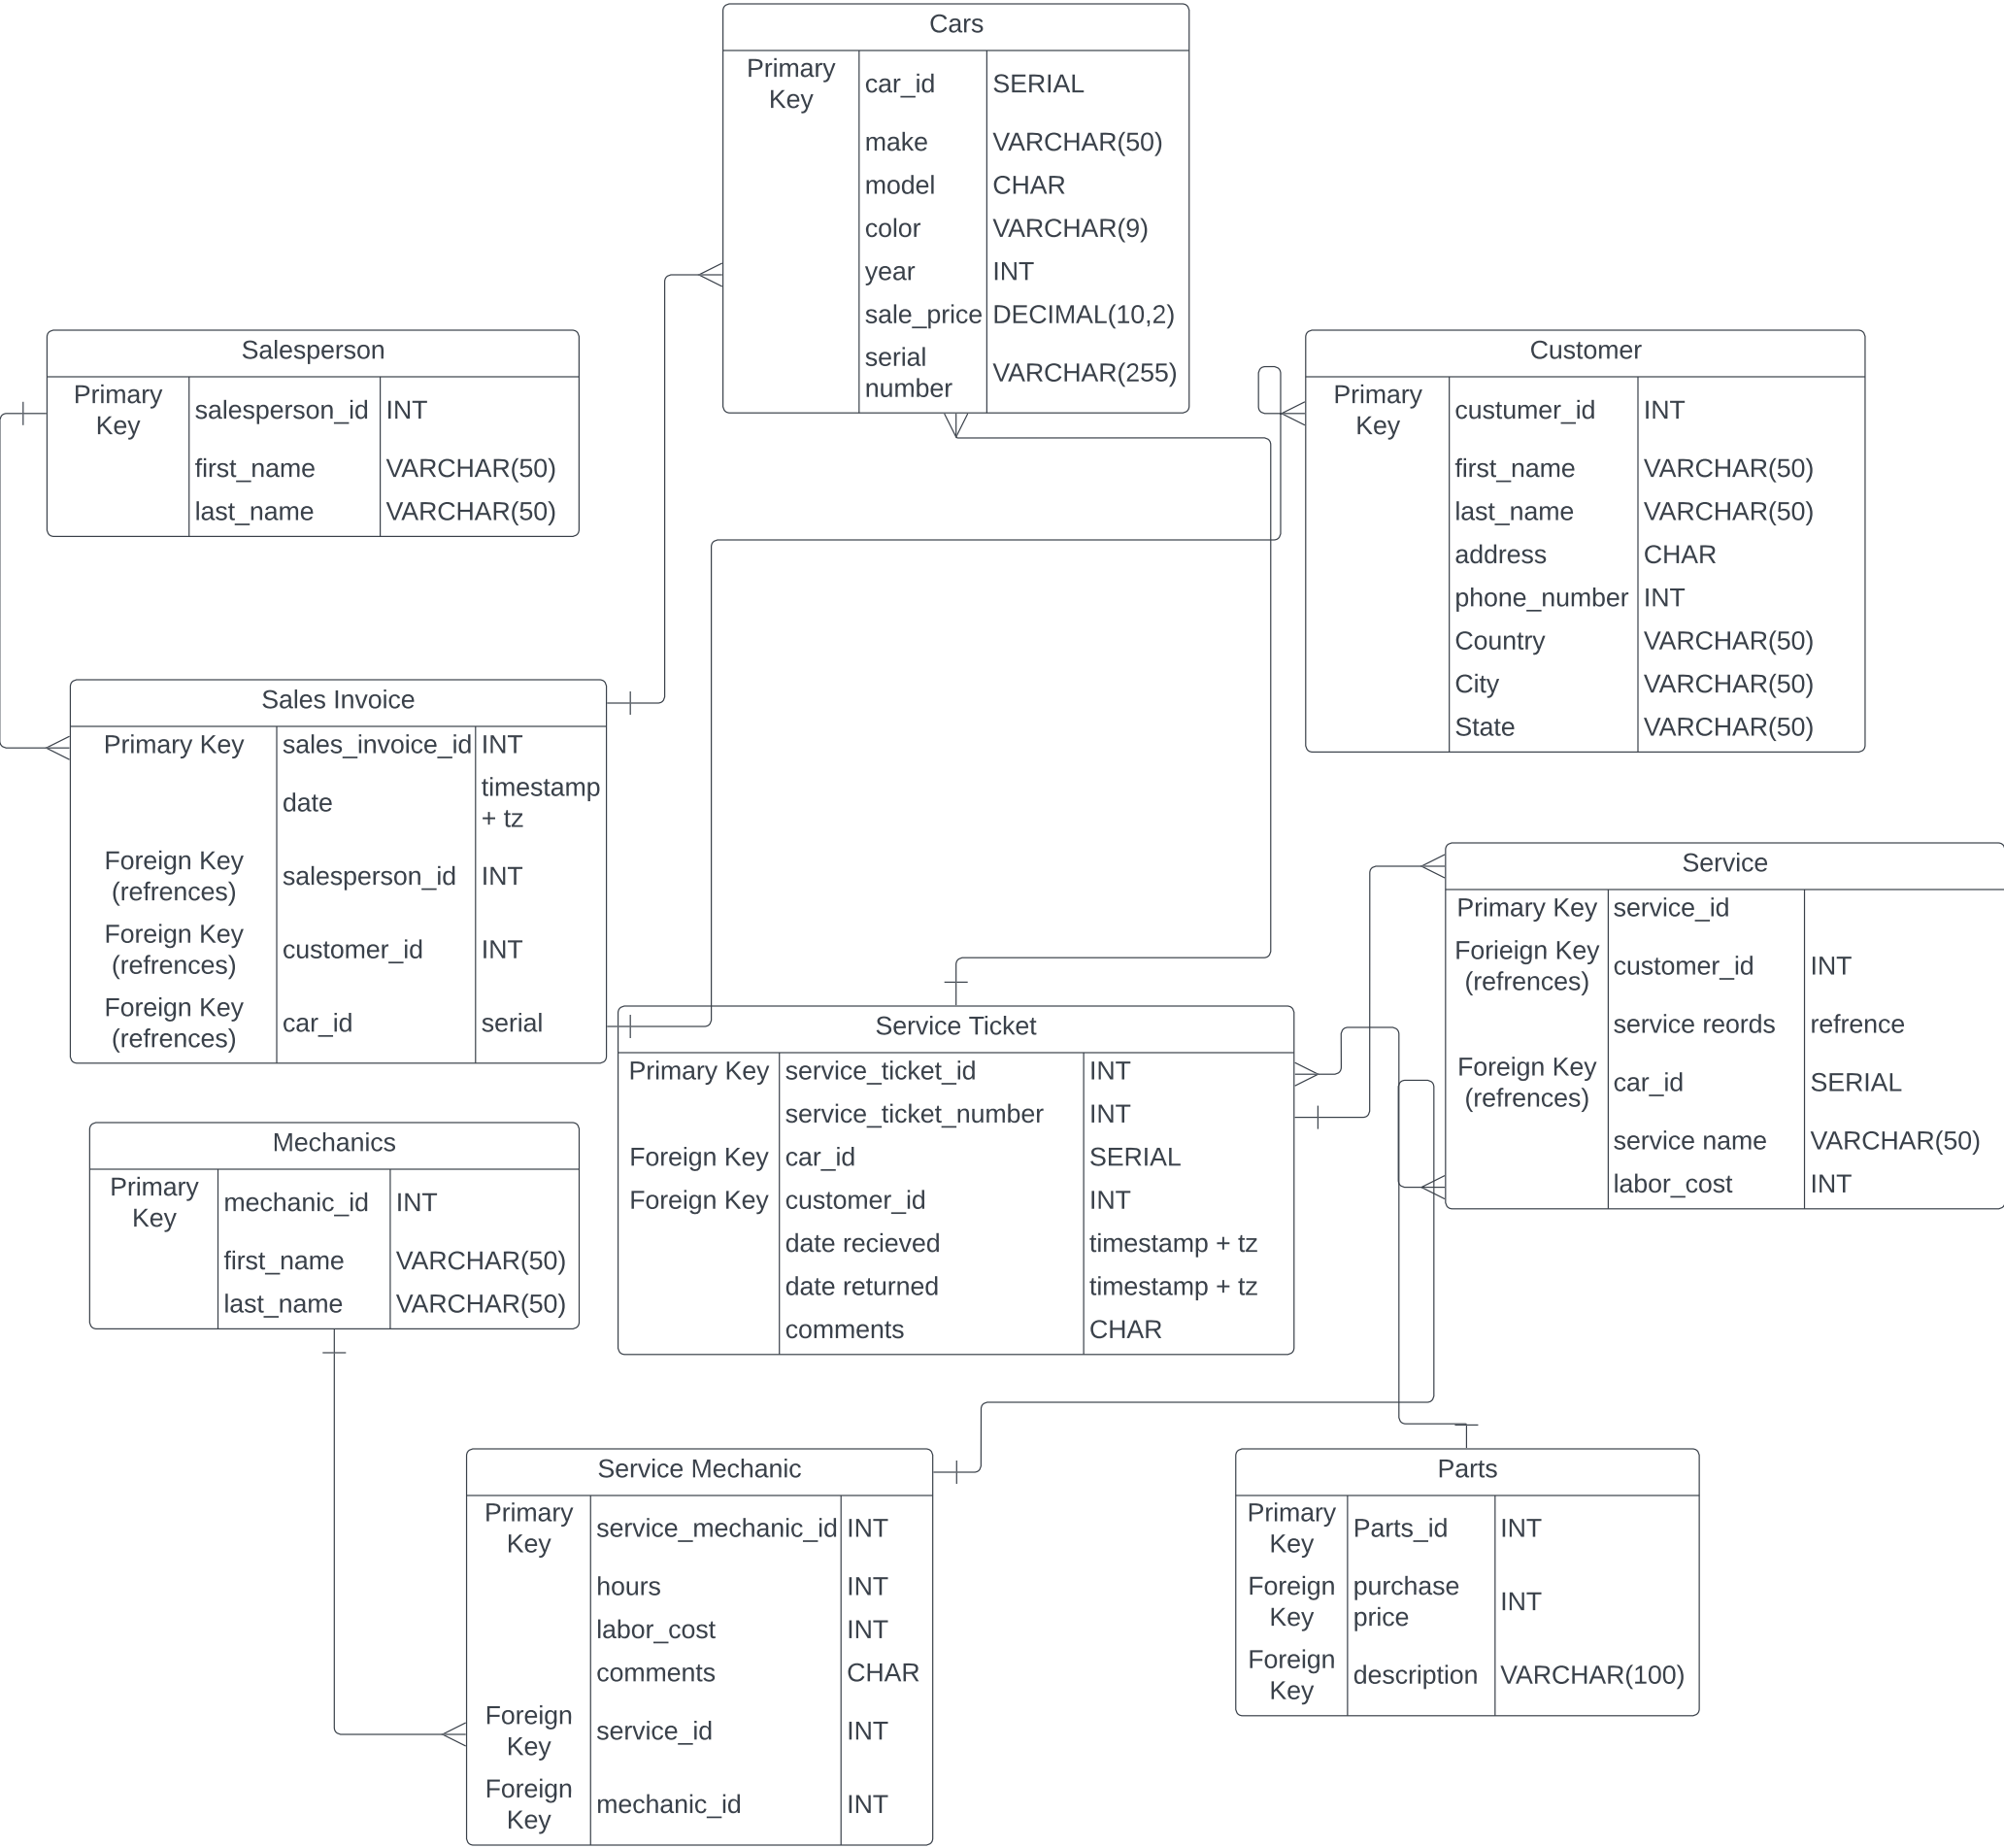 Cars
Primary
Key
car_id
SERIAL
make
VARCHAR(50)
model
CHAR
color
VARCHAR(9)
year
INT
sale_price
DECIMAL(10,2)
serial
number
VARCHAR(255)
Salesperson
Primary
Key
salesperson_id
INT
first_name
VARCHAR(50)
last_name
VARCHAR(50)
Customer
Primary
Key
custumer_id
INT
first_name
VARCHAR(50)
last_name
VARCHAR(50)
address
CHAR
phone_number
INT
Country
VARCHAR(50)
City
VARCHAR(50)
State
VARCHAR(50)
Sales Invoice
Primary Key
sales_invoice_id
INT
date
timestamp
+ tz
Foreign Key
(refrences)
salesperson_id
INT
Foreign Key
(refrences)
customer_id
INT
Foreign Key
(refrences)
car_id
serial
Service
Primary Key
service_id
Forieign Key
(refrences)
customer_id
INT
service reords
refrence
Foreign Key
(refrences)
car_id
SERIAL
service name
VARCHAR(50)
labor_cost
INT
Service Ticket
Primary Key
service_ticket_id
INT
service_ticket_number
INT
Foreign Key
car_id
SERIAL
Foreign Key
customer_id
INT
date recieved
timestamp + tz
date returned
timestamp + tz
comments
CHAR
Mechanics
Primary
Key
mechanic_id
INT
first_name
VARCHAR(50)
last_name
VARCHAR(50)
Service Mechanic
Primary
Key
service_mechanic_id
INT
hours
INT
labor_cost
INT
comments
CHAR
Foreign
Key
service_id
INT
Foreign
Key
mechanic_id
INT
Parts
Primary
Key
Parts_id
INT
Foreign
Key
purchase
price
INT
Foreign
Key
description
VARCHAR(100)